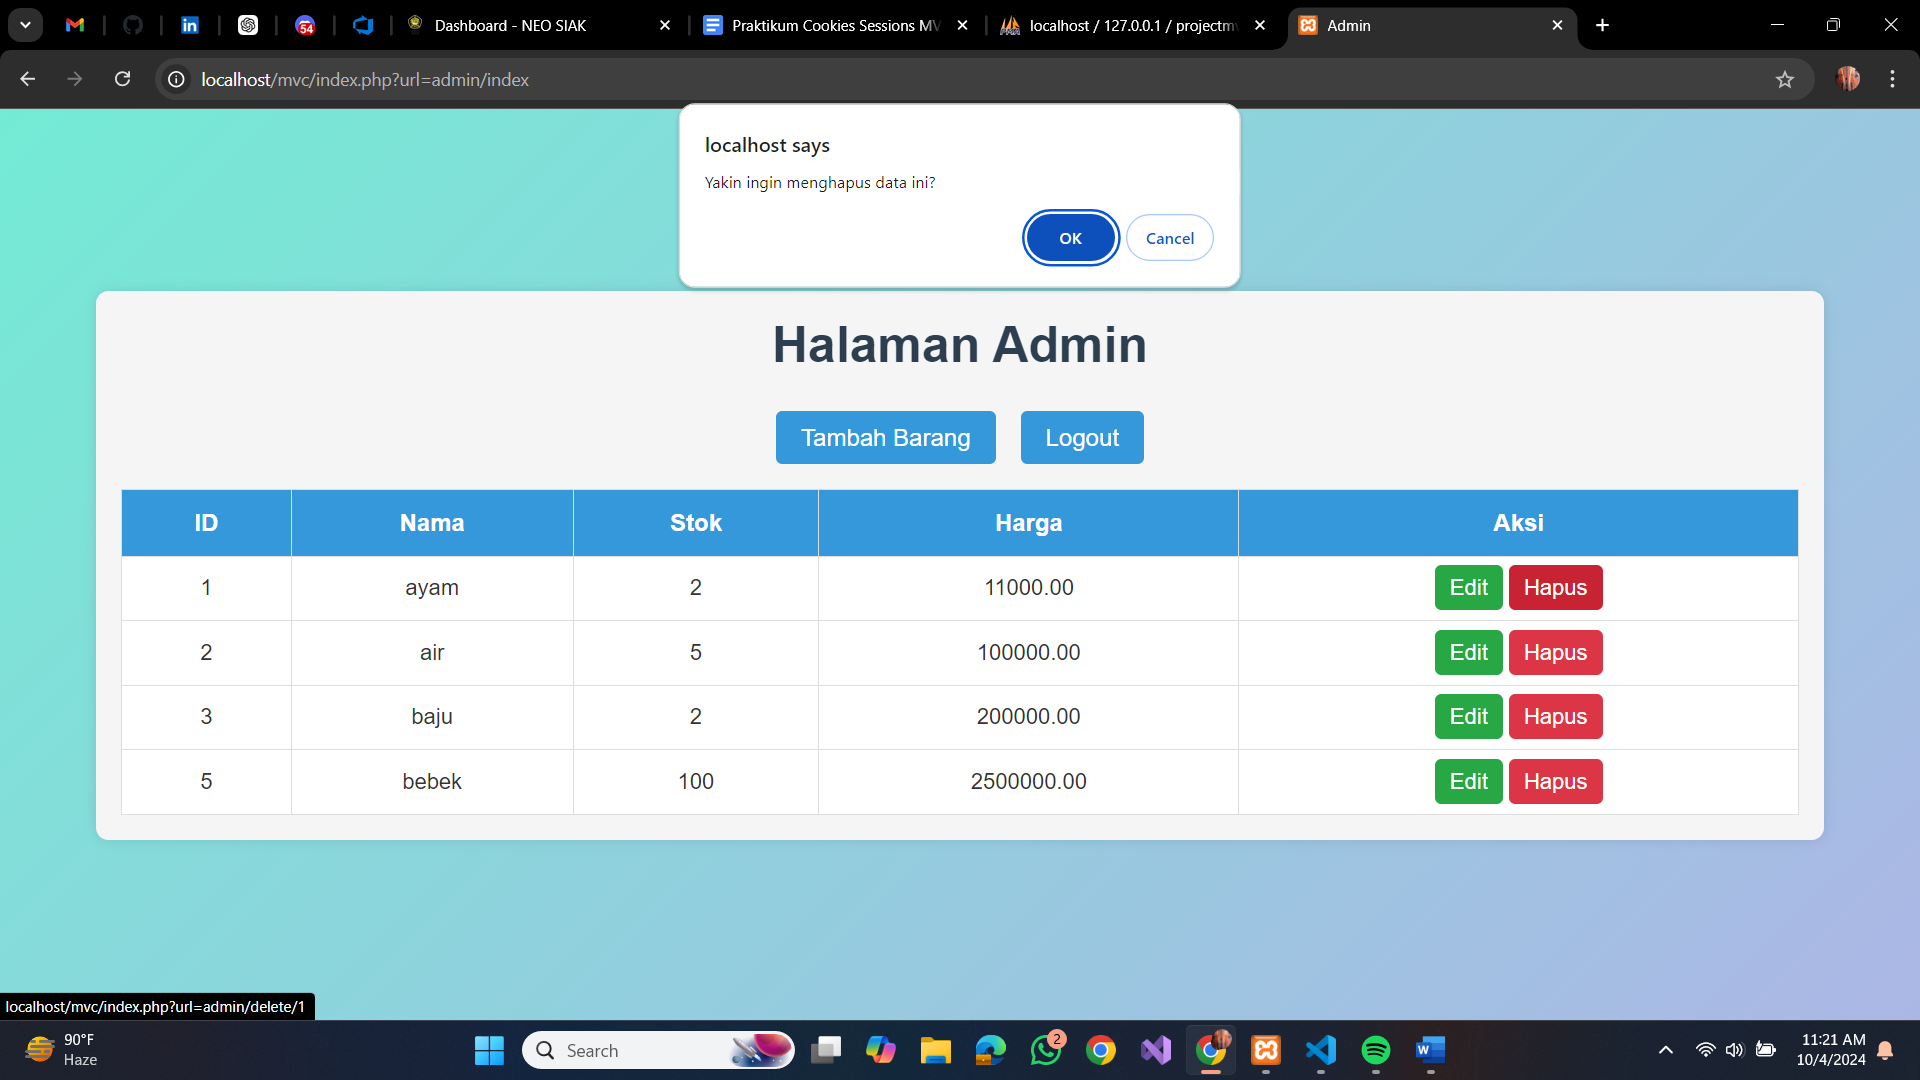 54
Dashboard - NEO SIAK
Praktikum Cookies Sessions MV
localhost / 127.0.0.1 / projectmv
Admin
localhost/mvc/index.php?url=admin/index
localhost says
Yakin ingin menghapus data ini?
OK
Cancel
Halaman Admin
Tambah Barang
Logout
ID Nama Stok Harga Aksi
1 ayam 2 11000.00 Edit Hapus
2 air 5 100000.00 Edit Hapus
3 baju 2 200000.00 Edit Hapus
5 bebek 100 2500000.00 Edit Hapus
localhost/mvc/index.php?url=admin/delete/1
90°F
Haze
Search
2
11:21 AM
10/4/2024